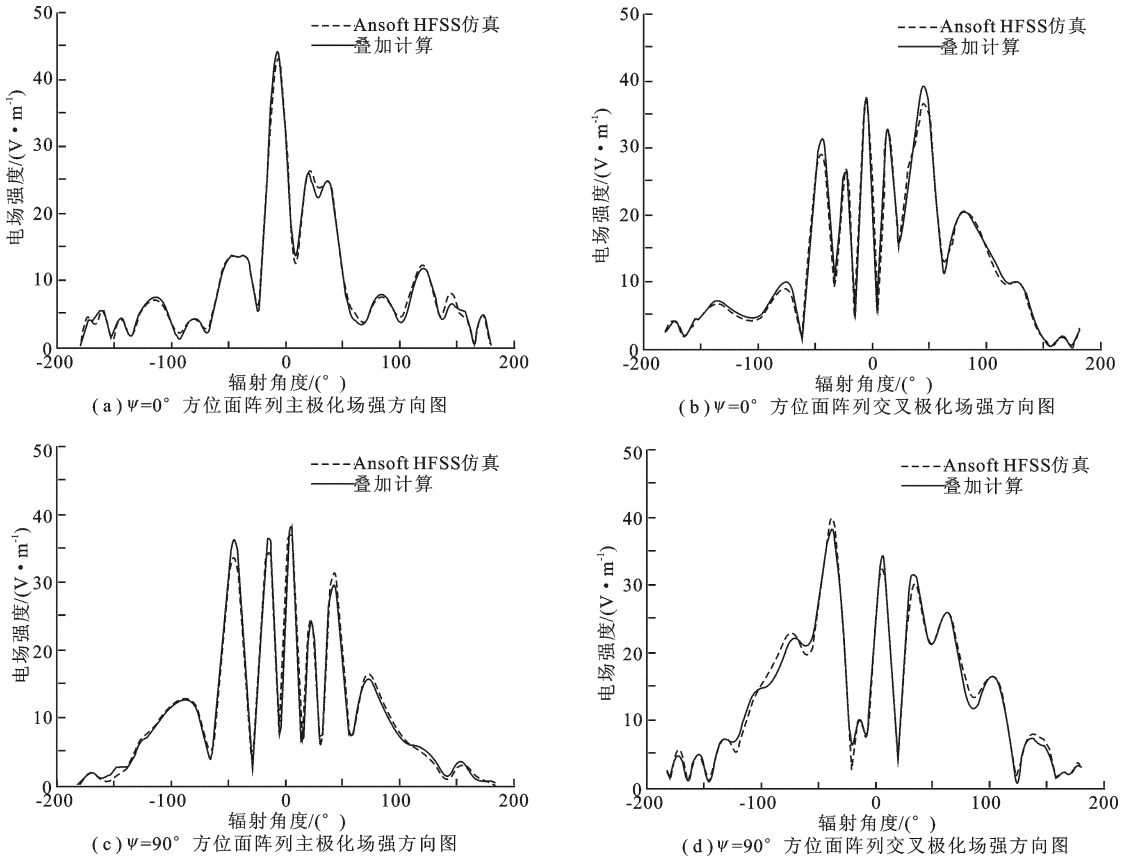 50
40
30
20
10
0
-200
-100
0
100
200
电场强度/(V·m⁻¹)
辐射角度/(°)
Ansoft HFSS仿真
叠加计算
(a)ψ=0° 方位面阵列主极化场强方向图
50
40
30
20
10
0
-200
-100
0
100
200
电场强度/(V·m⁻¹)
辐射角度/(°)
Ansoft HFSS仿真
叠加计算
(b)ψ=0° 方位面阵列交叉极化场强方向图
50
40
30
20
10
0
-200
-100
0
100
200
电场强度/(V·m⁻¹)
辐射角度/(°)
Ansoft HFSS仿真
叠加计算
(c)ψ=90° 方位面阵列主极化场强方向图
50
40
30
20
10
0
-200
-100
0
100
200
电场强度/(V·m⁻¹)
辐射角度/(°)
Ansoft HFSS仿真
叠加计算
(d)ψ=90° 方位面阵列交叉极化场强方向图